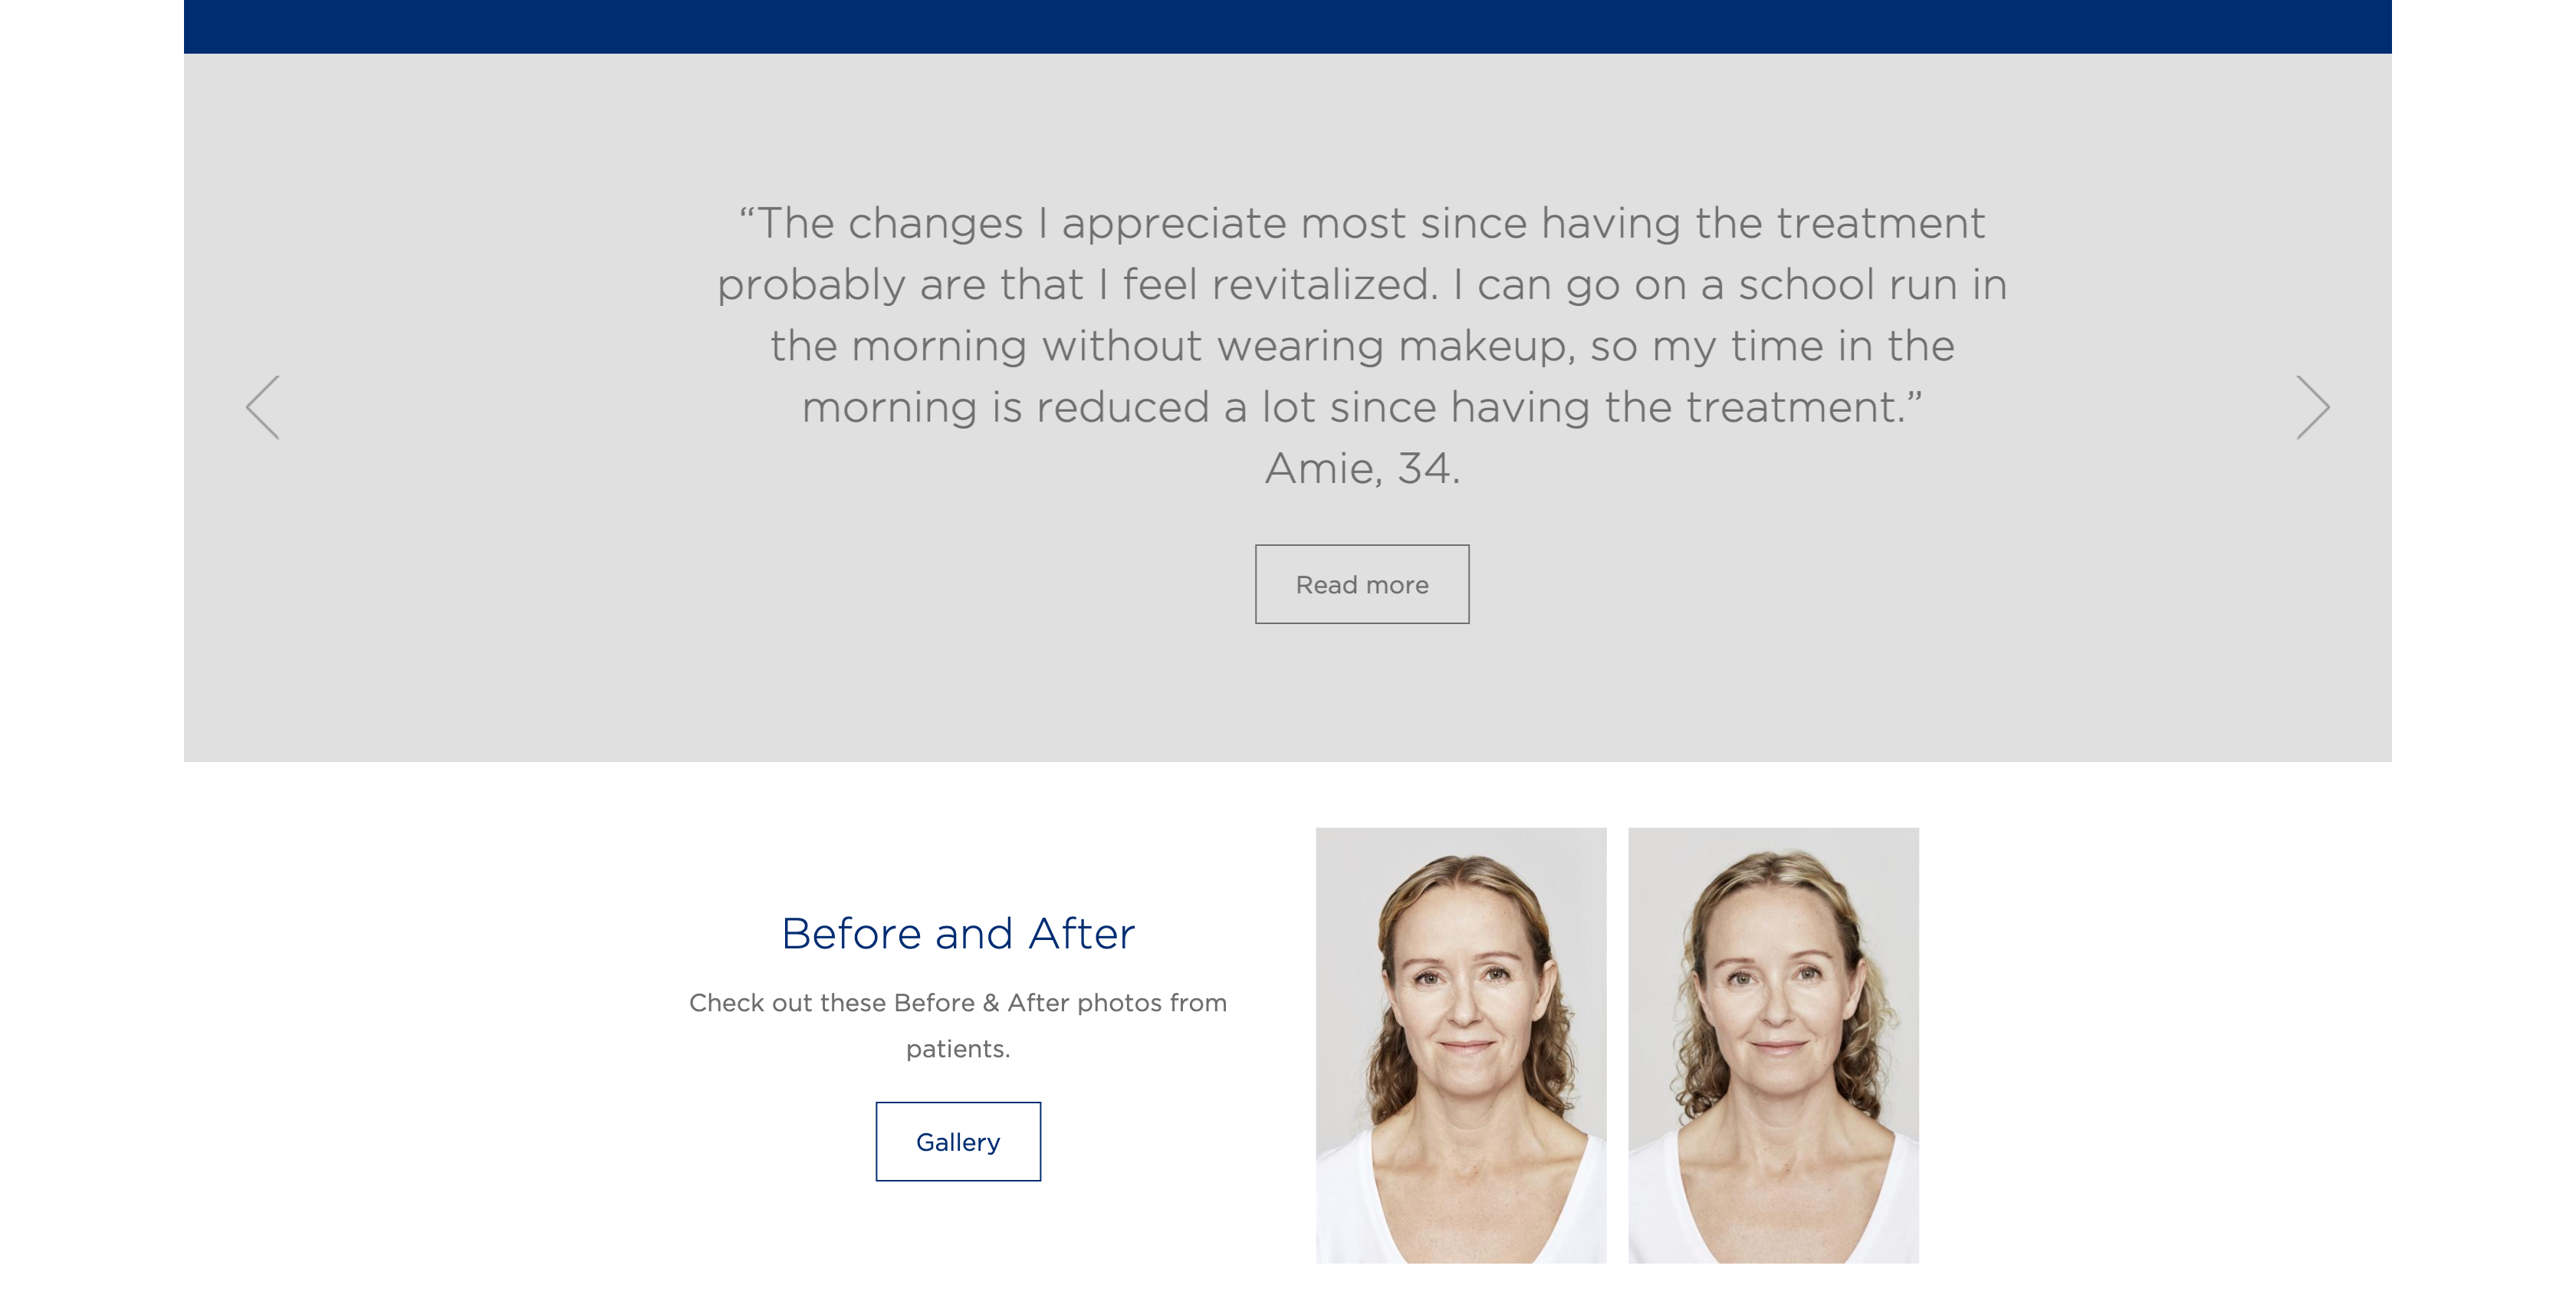 “The changes I appreciate most since having the treatment
probably are that I feel revitalized. I can go on a school run in
the morning without wearing makeup, so my time in the
morning is reduced a lot since having the treatment.”
Amie, 34.
Read more
Before and After
Check out these Before & After photos from
patients.
Gallery